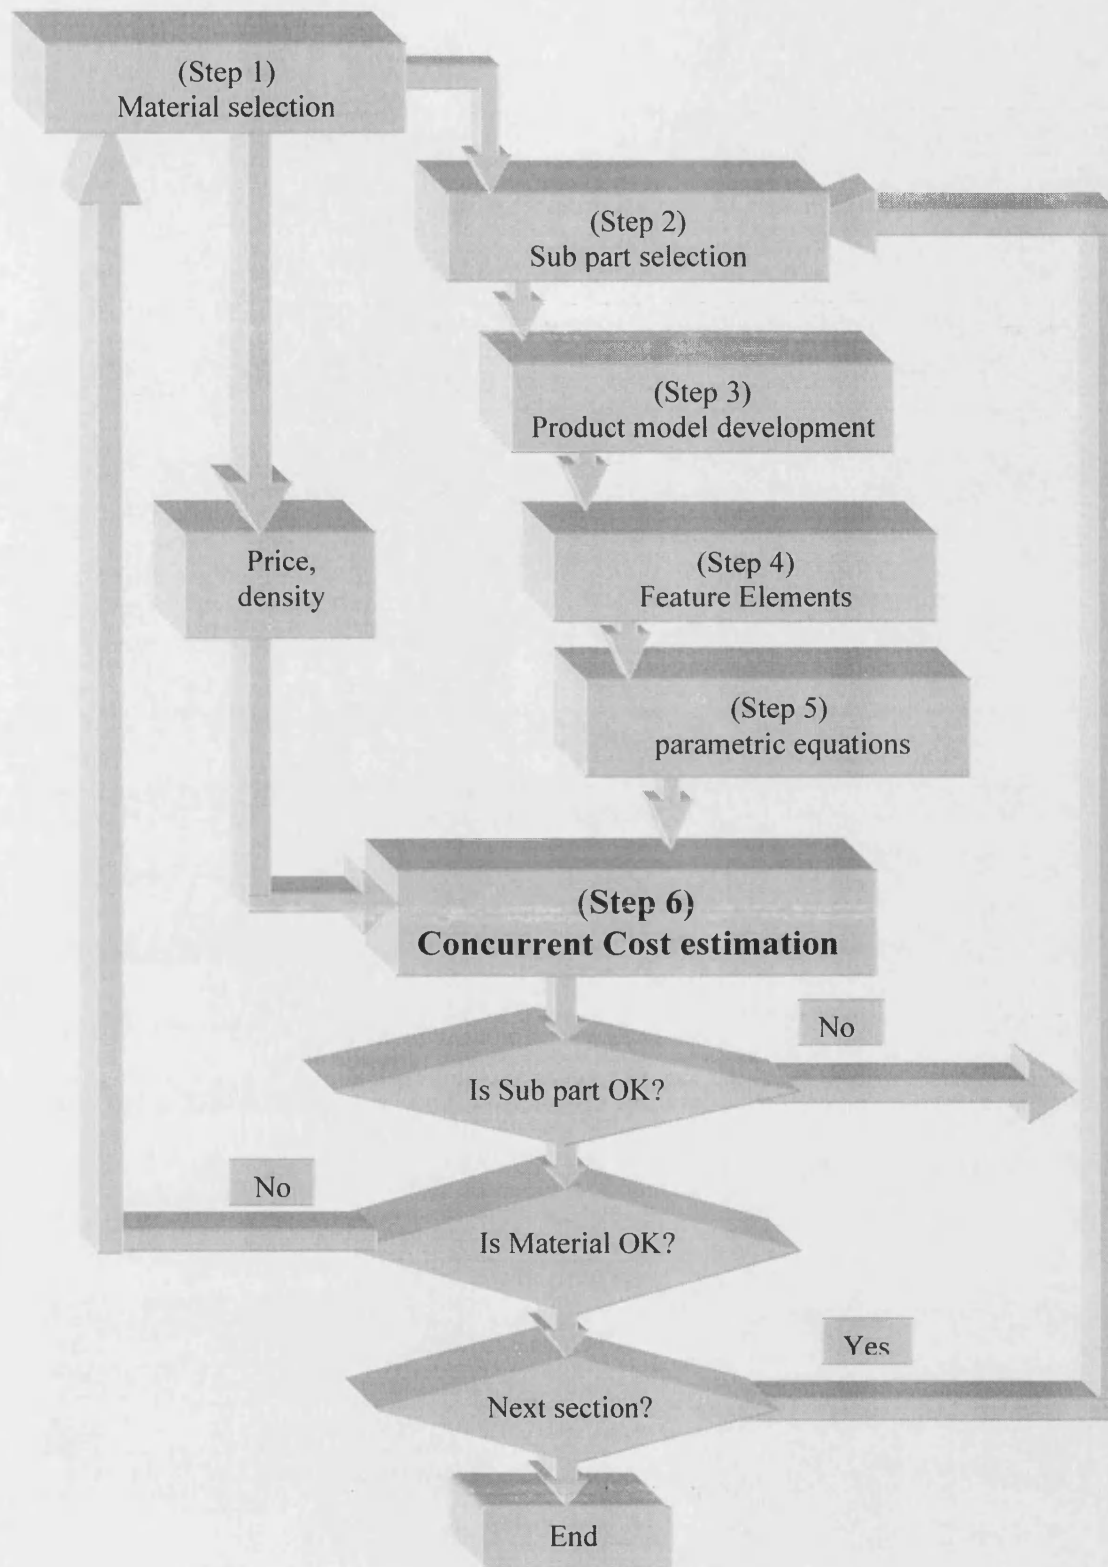 (Step 1)
Material selection
(Step 2)
Sub part selection
(Step 3)
Product model development
Price,
density
(Step 4)
Feature Elements
(Step 5)
parametric equations
(Step 6)
Concurrent Cost estimation
No
Is Sub part OK?
No
Is Material OK?
Yes
Next section?
End